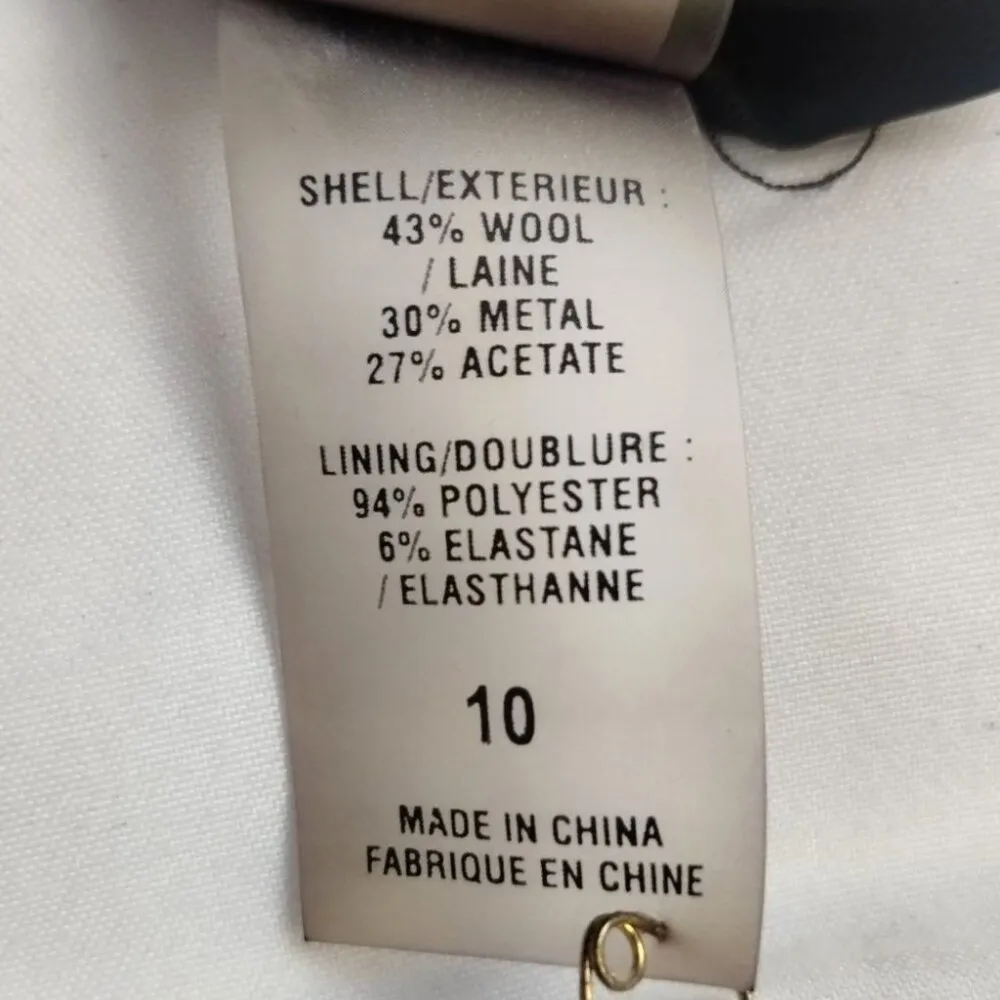 SHELL/EXTERIEUR :
43% WOOL
/ LAINE
30% METAL
27% ACETATE
LINING/DOUBLURE :
94% POLYESTER
6% ELASTANE
/ ELASTHANNE
10
MADE IN CHINA
FABRIQUE EN CHINE